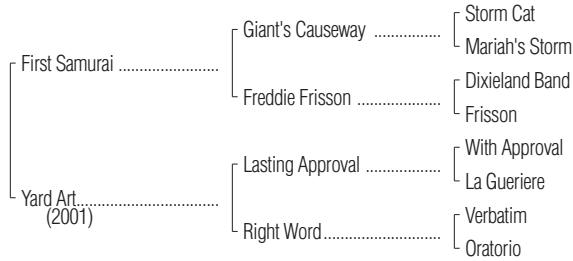 Storm Cat
Giant's Causeway ..................
Mariah's Storm
First Samurai .......................
Dixieland Band
Freddie Frisson ...................
Frisson
With Approval
Lasting Approval .................
La Gueriere
Yard Art.................................
(2001)
Verbatim
Right Word...........................
Oratorio